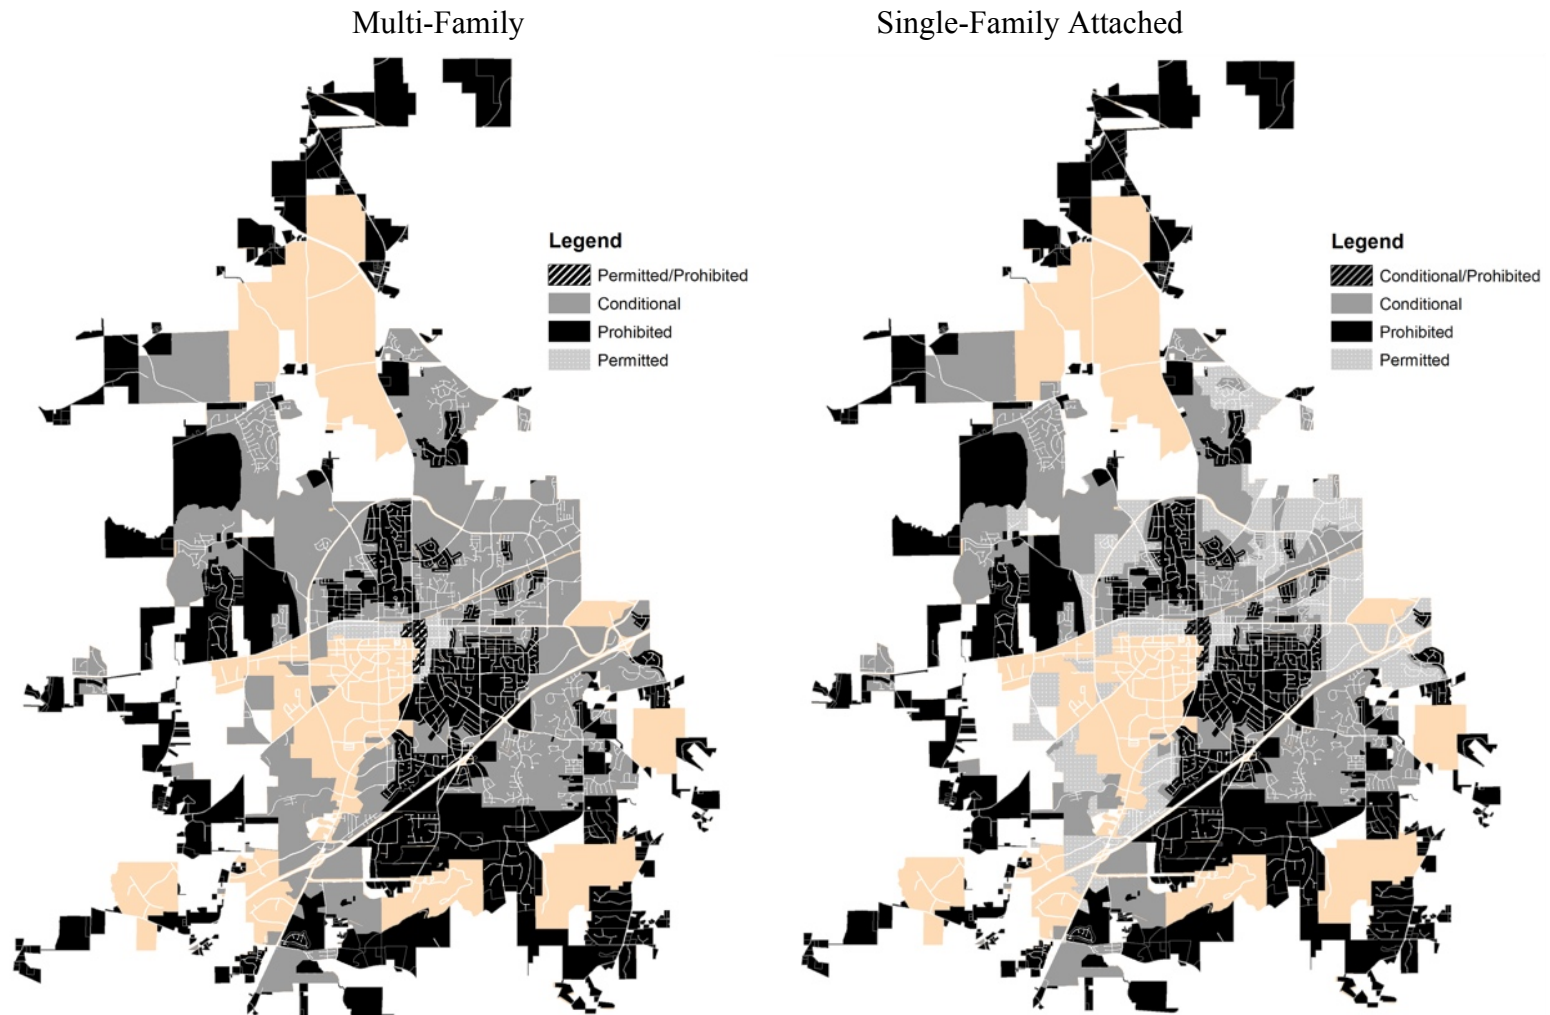 Multi-Family
Single-Family Attached
Legend
Permitted/Prohibited
Conditional
Prohibited
Permitted
Legend
Conditional/Prohibited
Conditional
Prohibited
Permitted